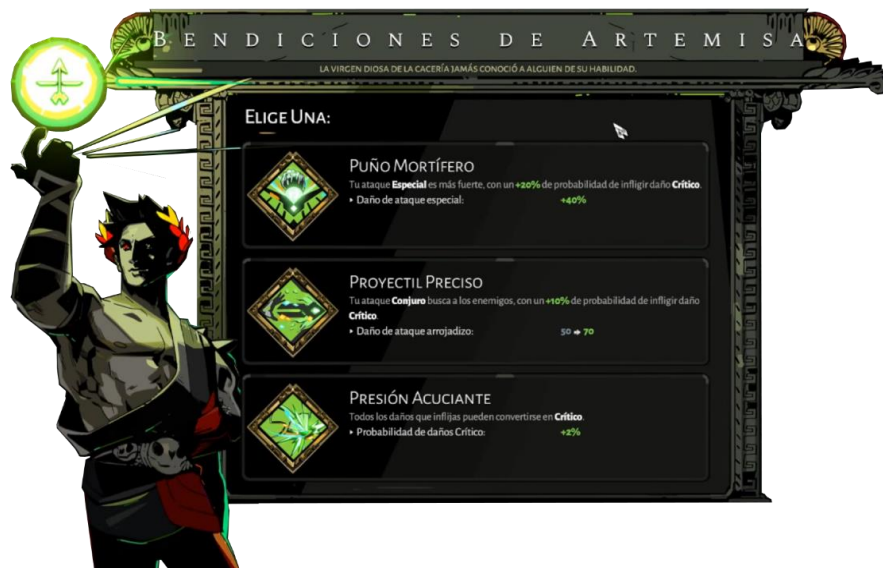 BENDICIONES DE ARTEMISA
LA VIRGEN DIOSA DE LA CACERÍA JAMÁS CONOCIÓ A ALGUIEN DE SU HABILIDAD.
ELIGE UNA:
PUÑO MORTÍFERO
Tu ataque Especial es más fuerte, con un +20% de probabilidad de infligir daño Crítico.
▸ Daño de ataque especial: +40%
PROYECTIL PRECISO
Tu ataque Conjuro busca a los enemigos, con un +10% de probabilidad de infligir daño
Crítico.
▸ Daño de ataque arrojadizo: 50 ➡ 70
PRESIÓN ACUCIANTE
Todos los daños que inflijas pueden convertirse en Crítico.
▸ Probabilidad de daños Crítico: +2%